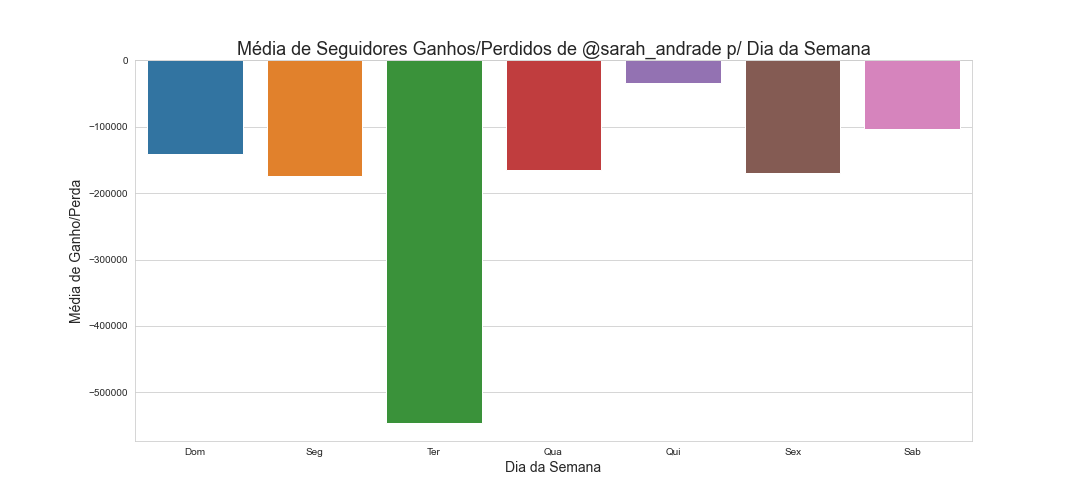 Média de Seguidores Ganhos/Perdidos de @sarah_andrade p/ Dia da Semana
Média de Ganho/Perda
0
−100000
−200000
−300000
−400000
−500000
Dom Seg Ter Qua Qui Sex Sab
Dia da Semana